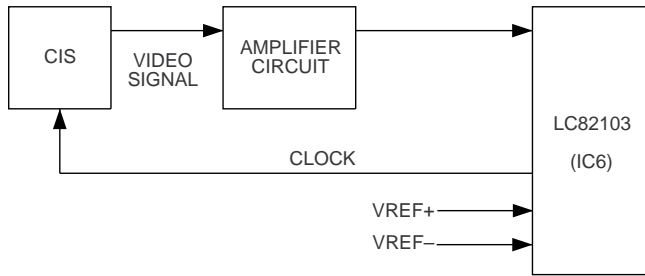 CIS
VIDEO
SIGNAL
AMPLIFIER
CIRCUIT
LC82103
(IC6)
CLOCK
VREF+
VREF–